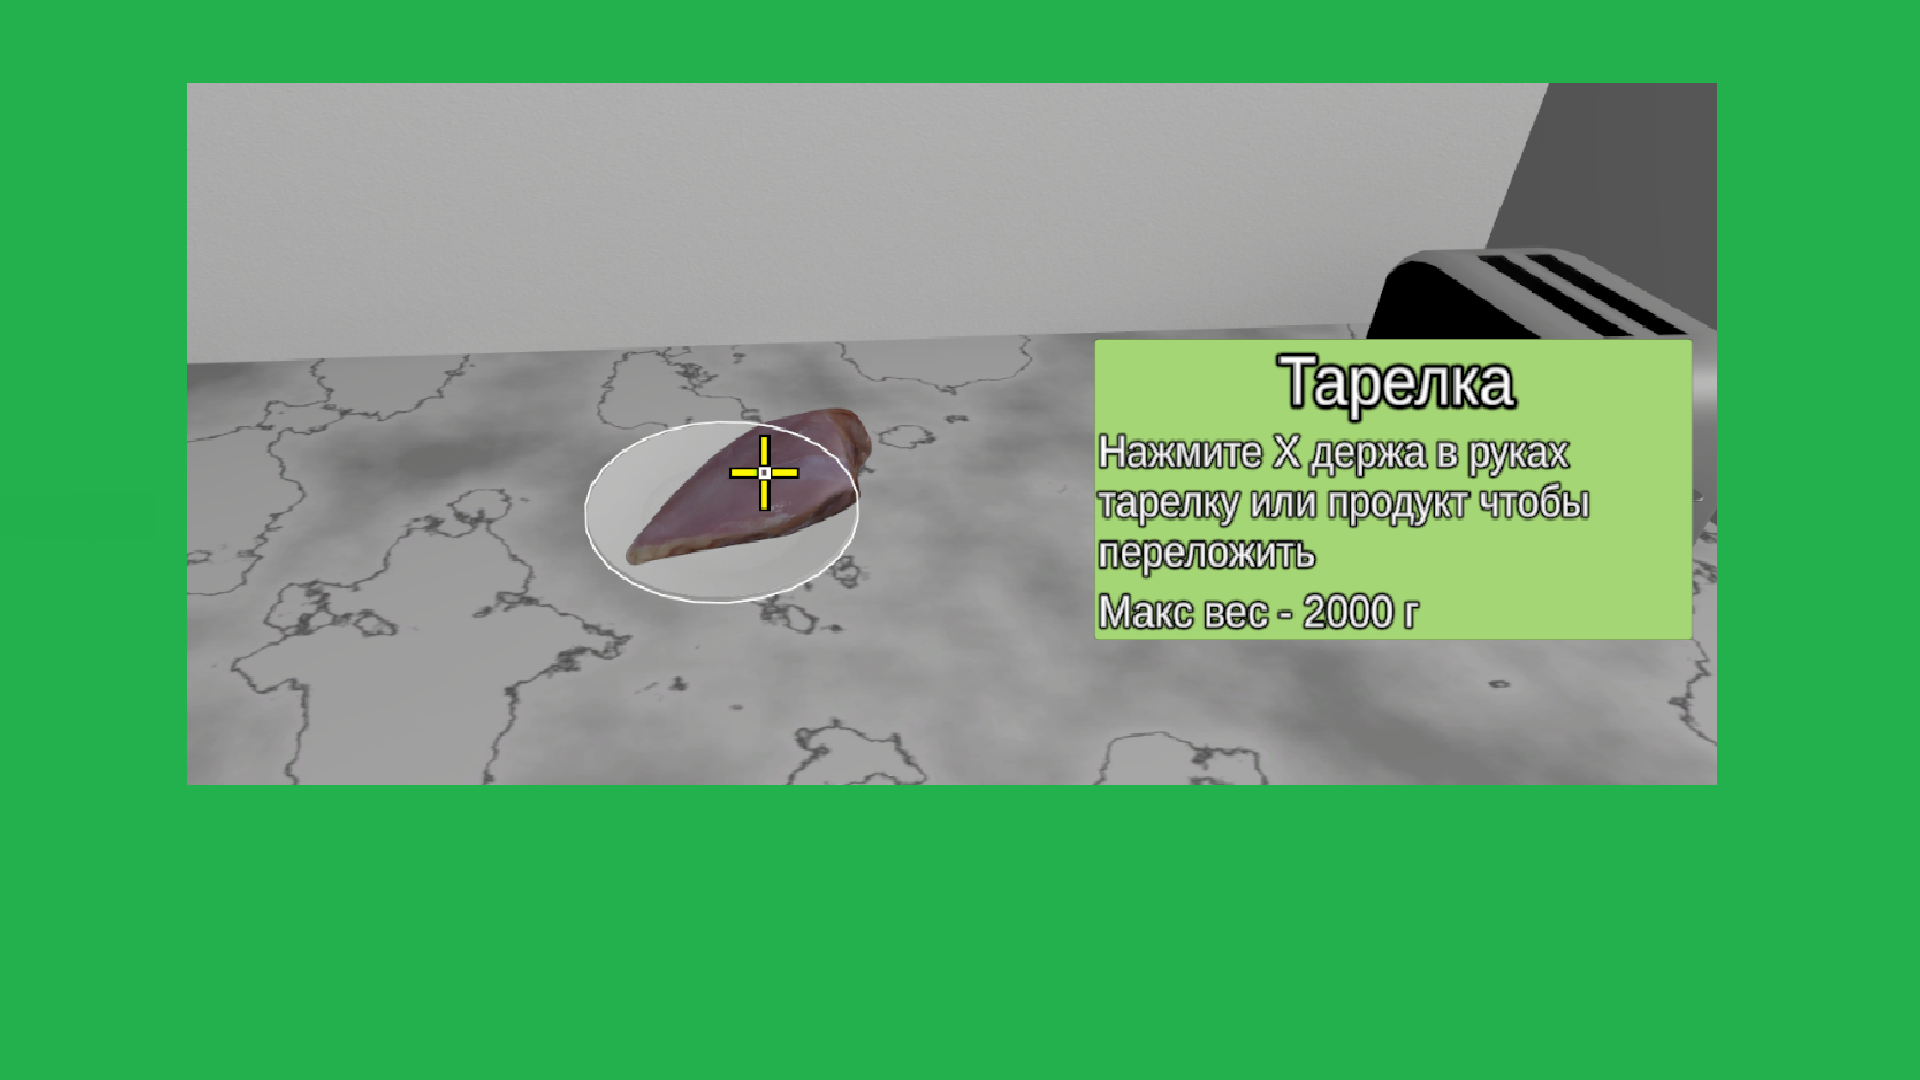 Тарелка
Нажмите X держа в руках
тарелку или продукт чтобы
переложить
Макс вес - 2000 г